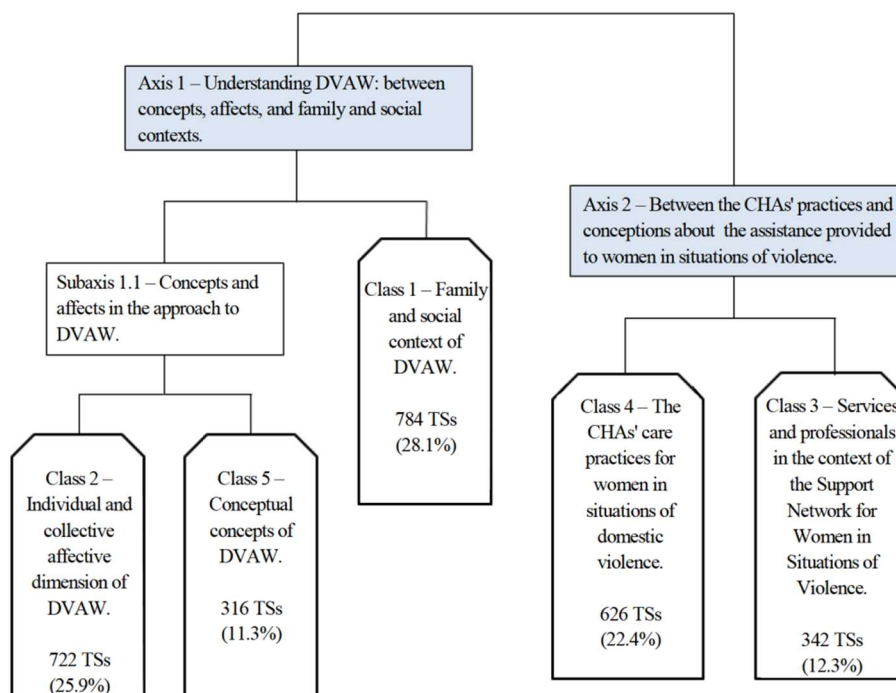 Axis 1 – Understanding DVAW: between
concepts, affects, and family and social
contexts.
Axis 2 – Between the CHAs' practices and
conceptions about the assistance provided
to women in situations of violence.
Subaxis 1.1 – Concepts and
affects in the approach to
DVAW.
Class 1 – Family
and social
context of
DVAW.
784 TSs
(28.1%)
Class 2 –
Individual and
collective
affective
dimension of
DVAW.
722 TSs
(25.9%)
Class 5 –
Conceptual
concepts of
DVAW.
316 TSs
(11.3%)
Class 4 – The
CHAs' care
practices for
women in
situations of
domestic
violence.
626 TSs
(22.4%)
Class 3 – Services
and professionals
in the context of
the Support
Network for
Women in
Situations of
Violence.
342 TSs
(12.3%)